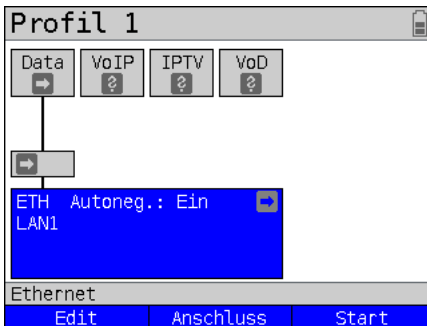 Profil 1
Data VoIP IPTV VoD
ETH Autoneg.: Ein
LAN1
Ethernet
Edit Anschluss Start